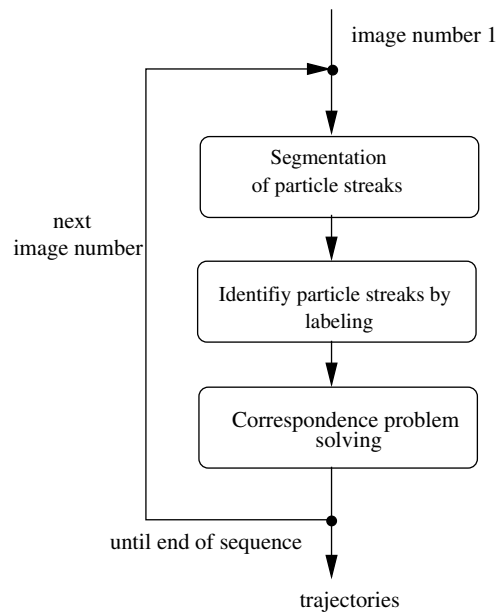 image number 1
Segmentation
of particle streaks
next
image number
Identifiy particle streaks by
labeling
Correspondence problem
solving
until end of sequence
trajectories